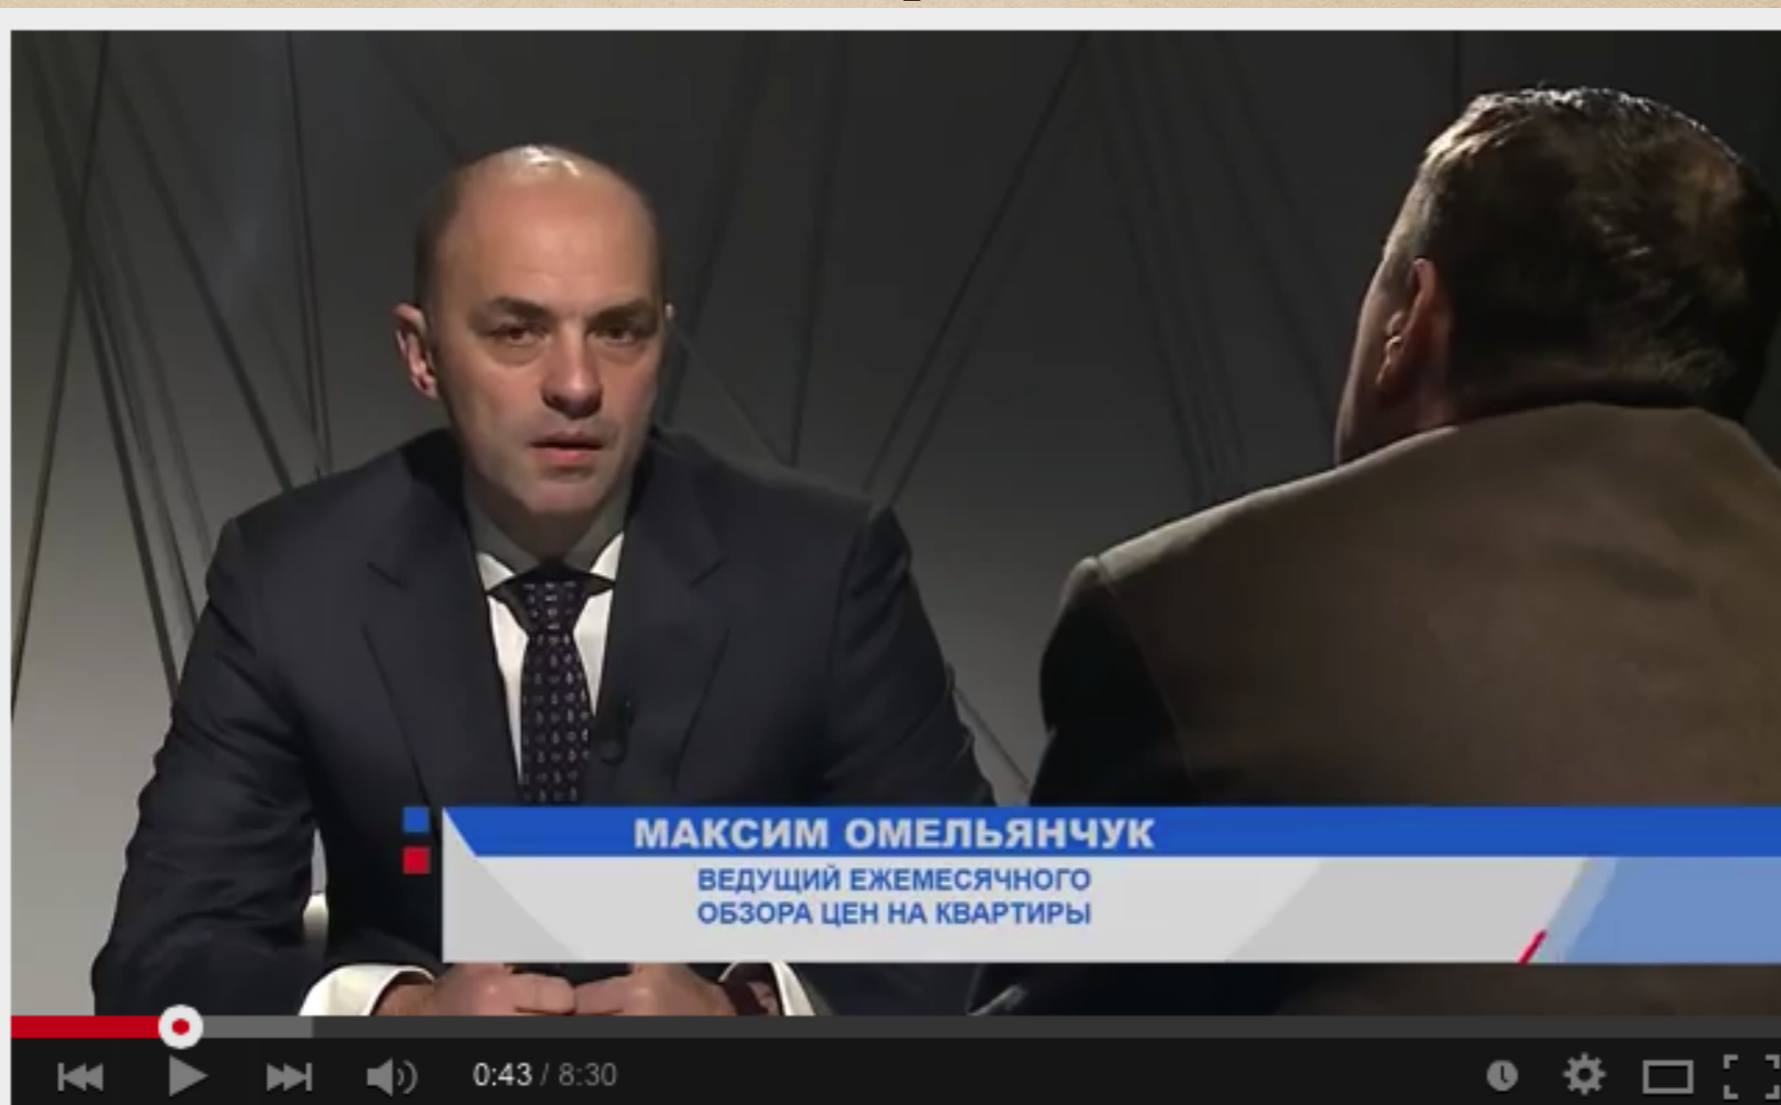 МАКСИМ ОМЕЛЬЯНЧУК
ВЕДУЩИЙ ЕЖЕМЕСЯЧНОГО
ОБЗОРА ЦЕН НА КВАРТИРЫ
0:43 / 8:30